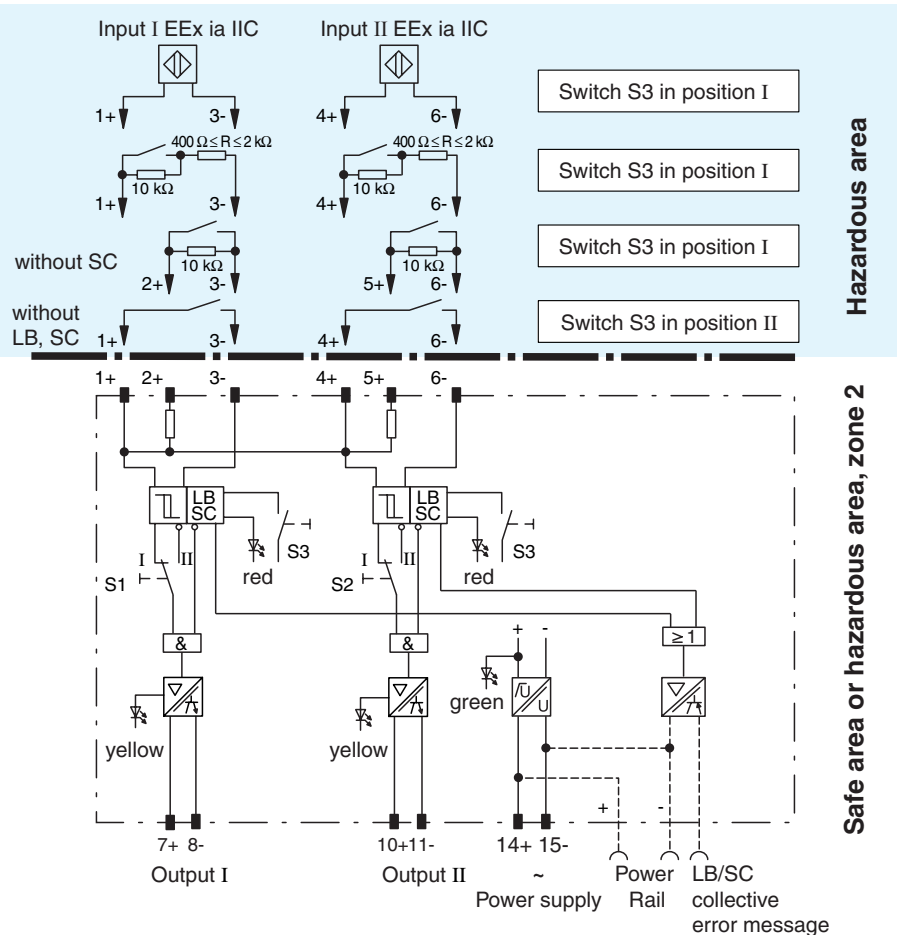 Input I EEx ia IIC
Input II EEx ia IIC
1+ 3- 4+ 6-
Switch S3 in position I
400 Ω ≤ R ≤ 2 kΩ
400 Ω ≤ R ≤ 2 kΩ
10 kΩ
10 kΩ
1+ 3- 4+ 6-
Switch S3 in position I
without SC
10 kΩ
10 kΩ
2+ 3- 5+ 6-
Switch S3 in position I
without
LB, SC
1+ 3- 4+ 6-
Switch S3 in position II
Hazardous area
1+ 2+ 3- 4+ 5+ 6-
LB
SC
LB
SC
I II
S1
S3
red
I II
S2
S3
red
&
&
+ -
≥ 1
yellow
yellow
green
U
U
+ -
7+ 8-
10+ 11-
14+ 15-
Output I
Output II
~
Power supply
Power
Rail
LB/SC
collective
error message
Safe area or hazardous area, zone 2